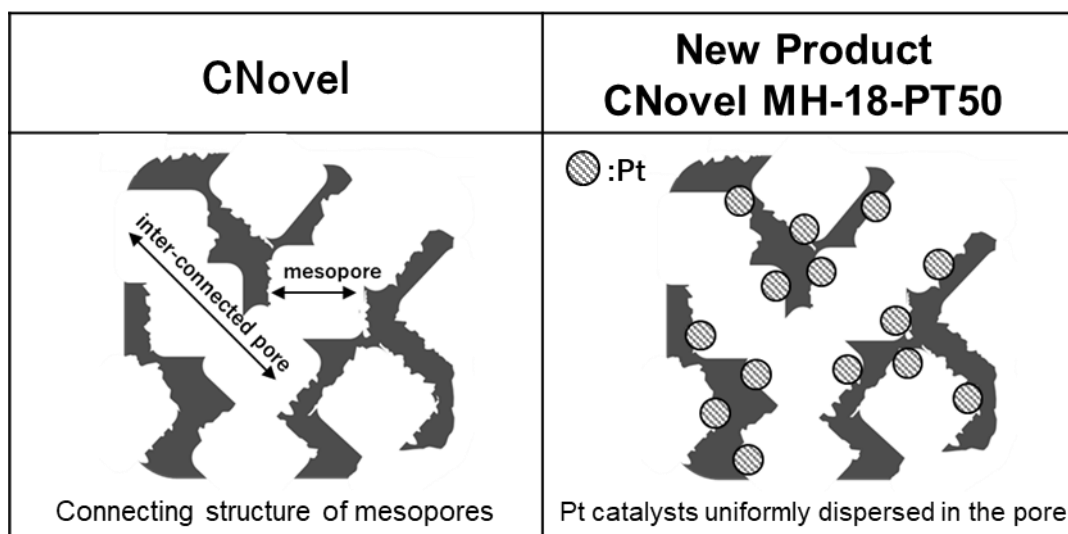 CNovel
New Product
CNovel MH-18-PT50
inter-connected pore
mesopore
Connecting structure of mesopores
:Pt
Pt catalysts uniformly dispersed in the pore